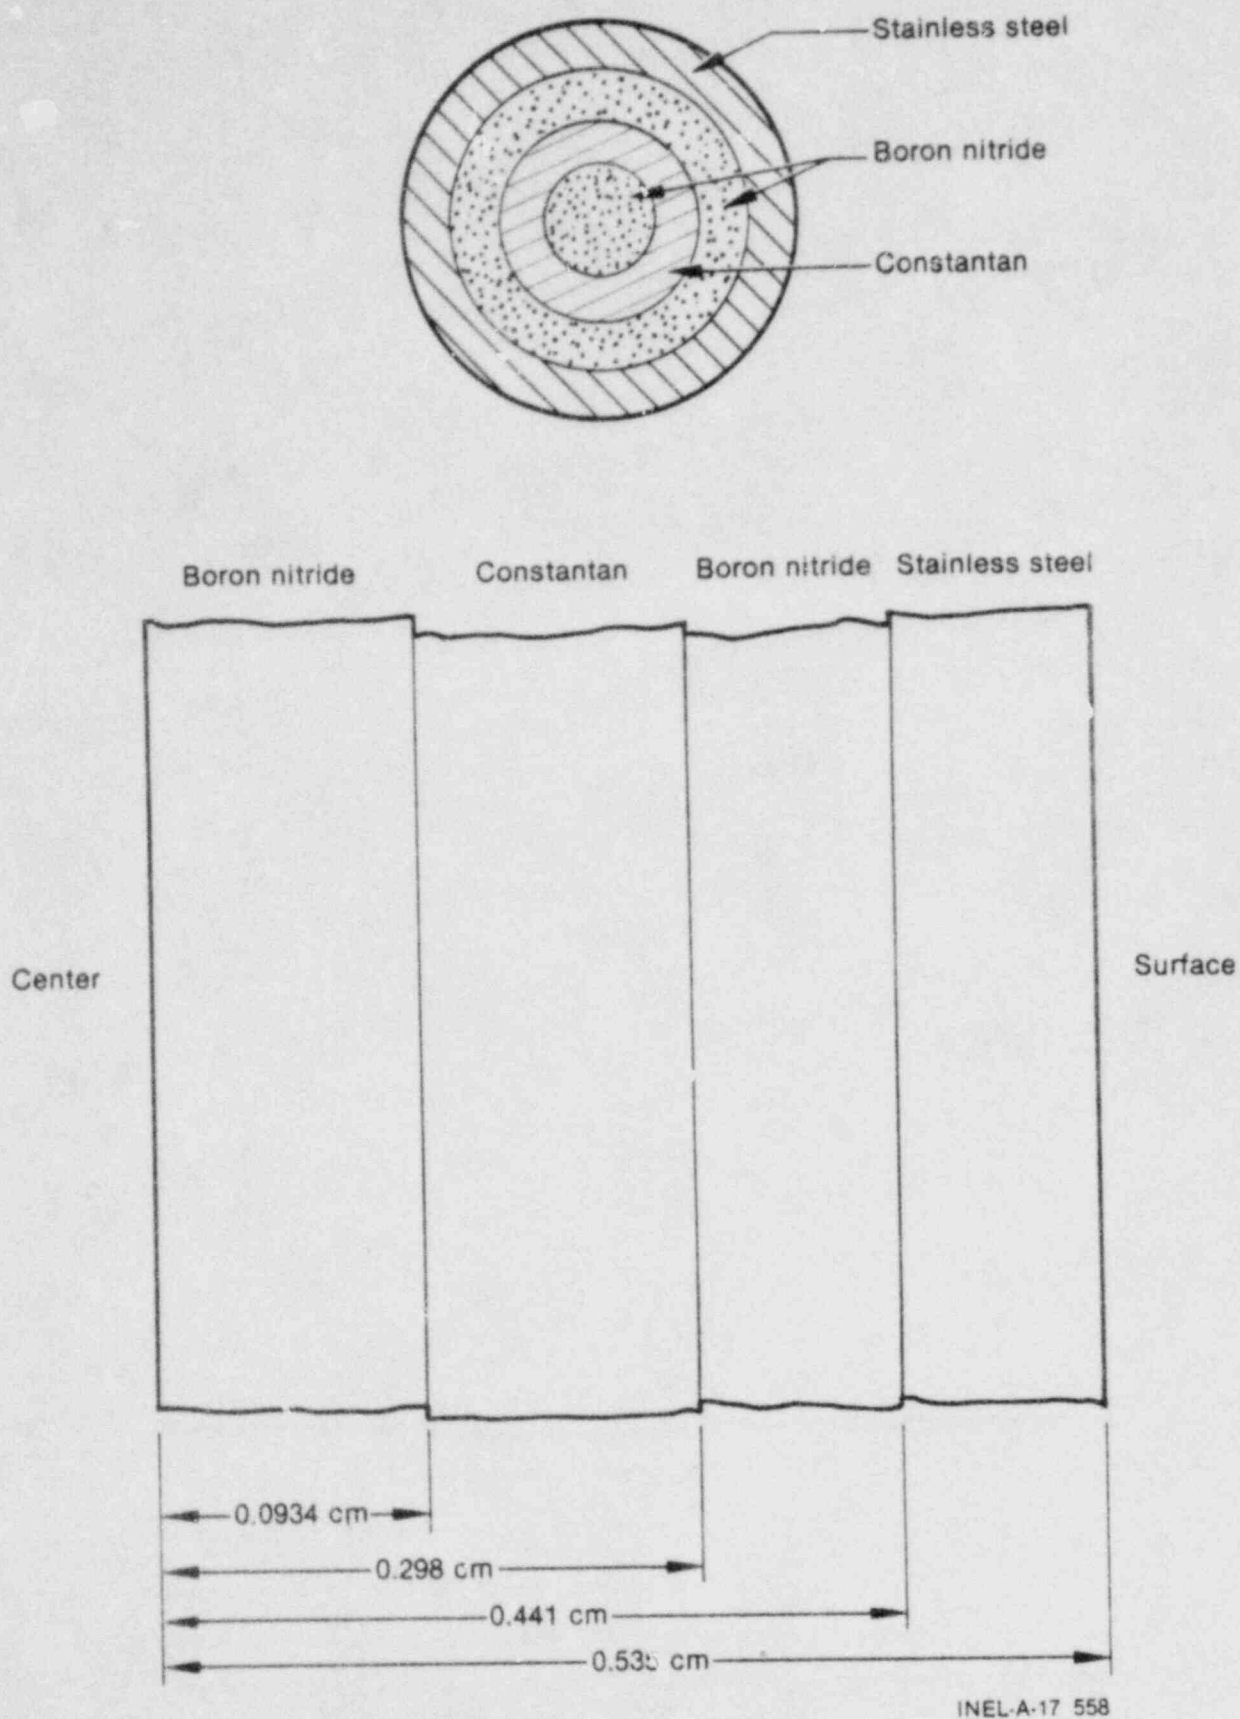 Stainless steel
Boron nitride
Constantan
Boron nitride
Constantan
Boron nitride
Stainless steel
Center
Surface
0.0934 cm
0.298 cm
0.441 cm
cm
INEL-A-17 558